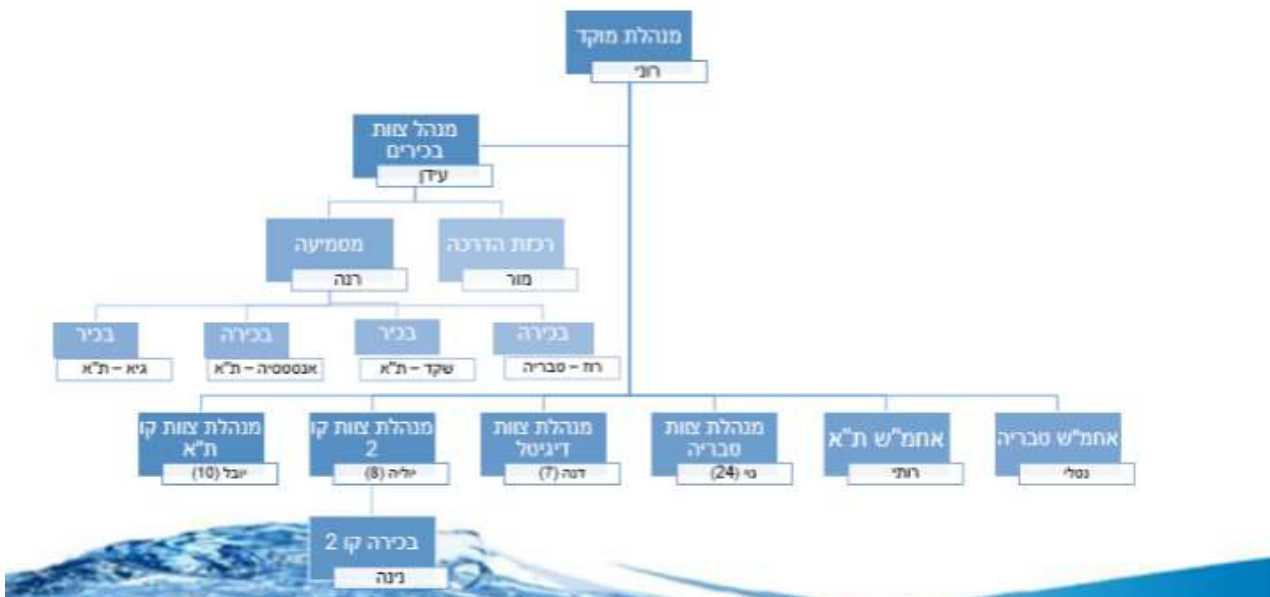 מנהלת מוקד
רוני
מנהל צוות
בכירים
עידן
רכזת הדרכה
מור
מטמיעה
רנה
בכירה
רוז – טבריה
בכיר
שקד – ת"א
בכירה
אנסטסיה – ת"א
בכיר
גיא – ת"א
אחמ"ש טבריה
נטלי
אחמ"ש ת"א
רותי
מנהלת צוות
טבריה
(24)
מנהלת צוות
דיגיטל
דנה (7)
מנהלת צוות קו
2
יוליה (8)
בכירה קו 2
נינה
מנהלת צוות קו
ת"א
יובל (10)